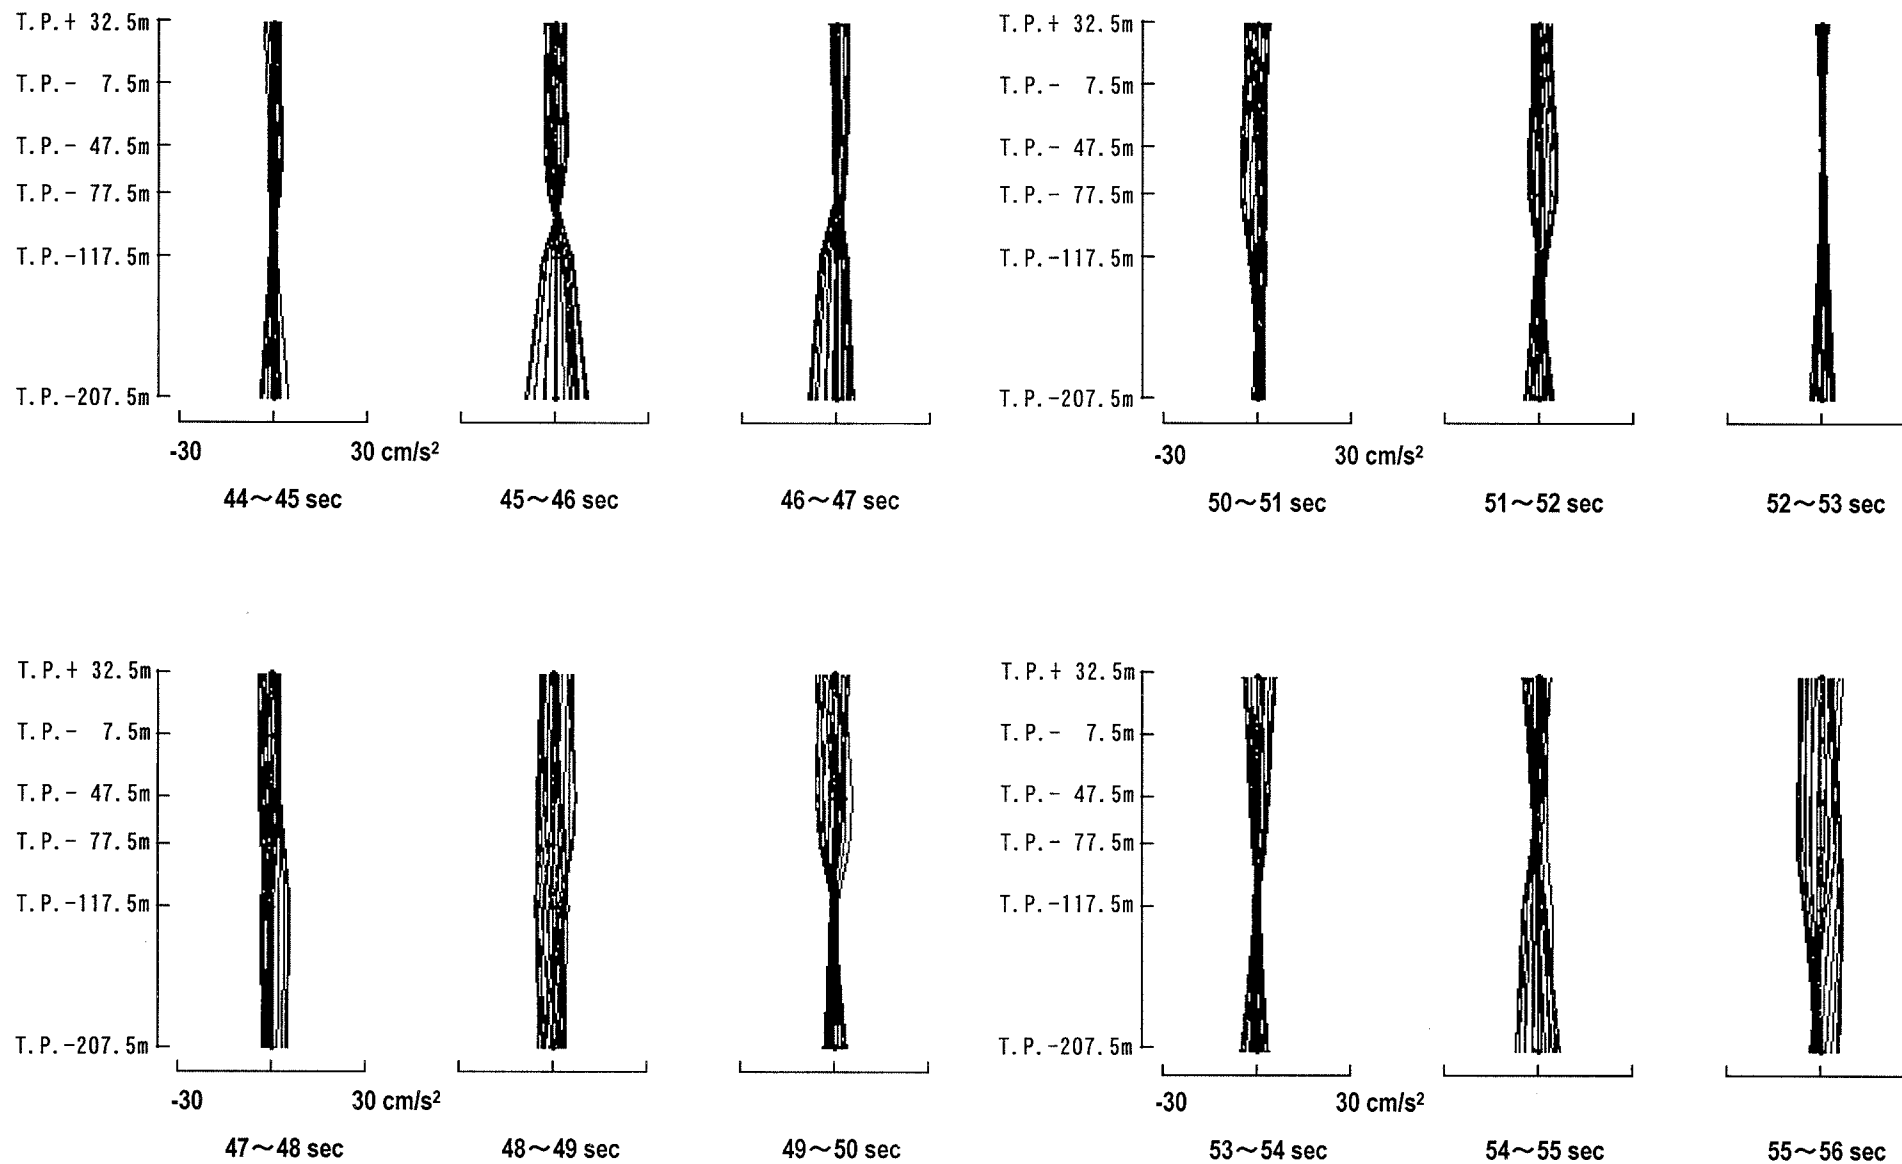 T.P.+ 32.5m
T.P.- 7.5m
T.P.- 47.5m
T.P.- 77.5m
T.P.-117.5m
T.P.-207.5m
-30 30 cm/s²
44～45 sec 45～46 sec 46～47 sec
T.P.+ 32.5m
T.P.- 7.5m
T.P.- 47.5m
T.P.- 77.5m
T.P.-117.5m
T.P.-207.5m
-30 30 cm/s²
50～51 sec 51～52 sec 52～53 sec
T.P.+ 32.5m
T.P.- 7.5m
T.P.- 47.5m
T.P.- 77.5m
T.P.-117.5m
T.P.-207.5m
-30 30 cm/s²
47～48 sec 48～49 sec 49～50 sec
T.P.+ 32.5m
T.P.- 7.5m
T.P.- 47.5m
T.P.- 77.5m
T.P.-117.5m
T.P.-207.5m
-30 30 cm/s²
53～54 sec 54～55 sec 55～56 sec